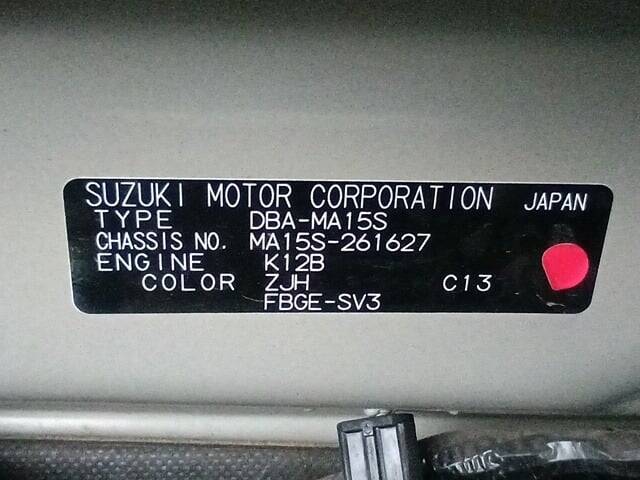 SUZUKI MOTOR CORPORATION JAPAN
TYPE DBA-MA15S
CHASSIS NO. MA15S-261627
ENGINE K12B
COLOR ZJH C13
FBGE-SV3